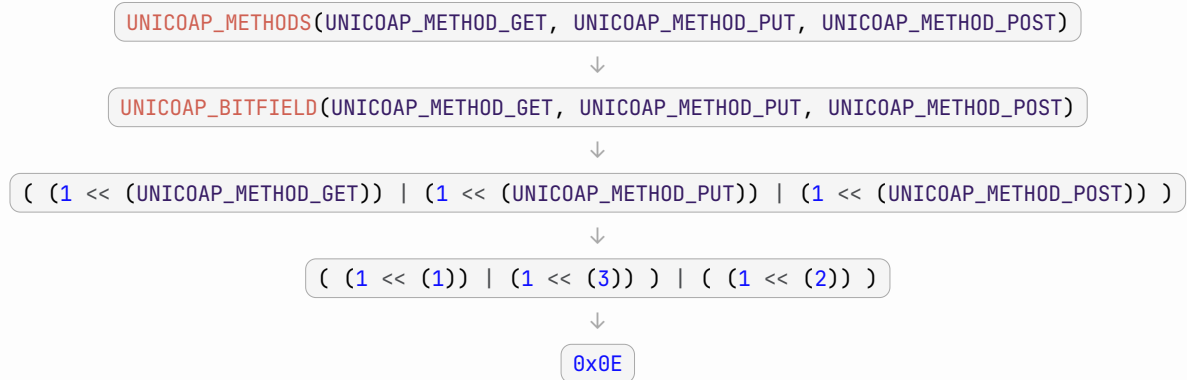 UNICOAP_METHODS(UNICOAP_METHOD_GET, UNICOAP_METHOD_PUT, UNICOAP_METHOD_POST)
↓
UNICOAP_BITFIELD(UNICOAP_METHOD_GET, UNICOAP_METHOD_PUT, UNICOAP_METHOD_POST)
↓
( (1 << (UNICOAP_METHOD_GET)) | (1 << (UNICOAP_METHOD_PUT)) | (1 << (UNICOAP_METHOD_POST)) )
↓
( (1 << (1)) | (1 << (3)) ) | ( (1 << (2)) )
↓
0x0E